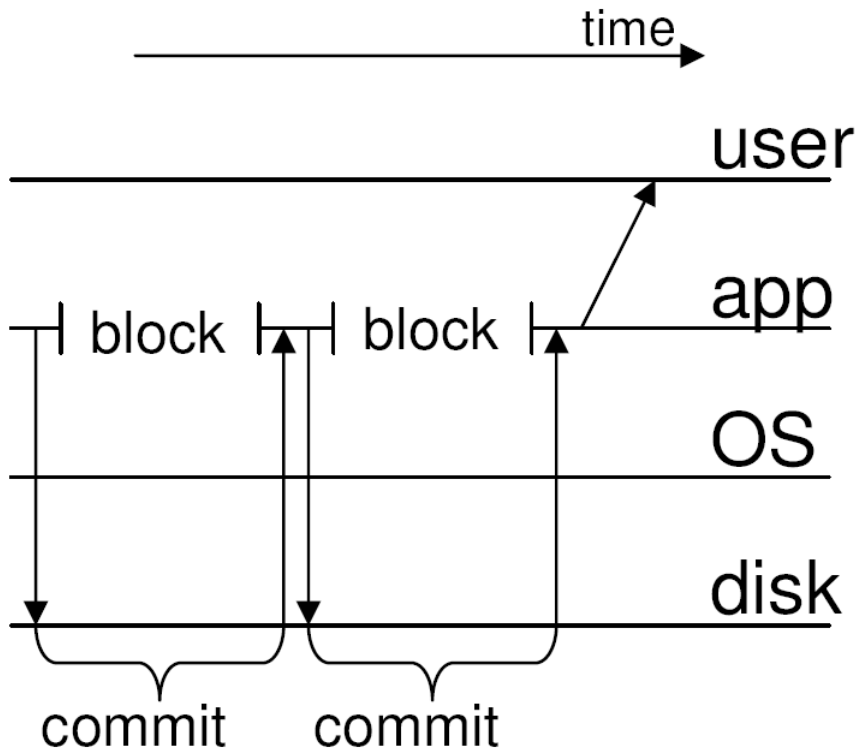 time
user
app
block
block
OS
disk
commit
commit